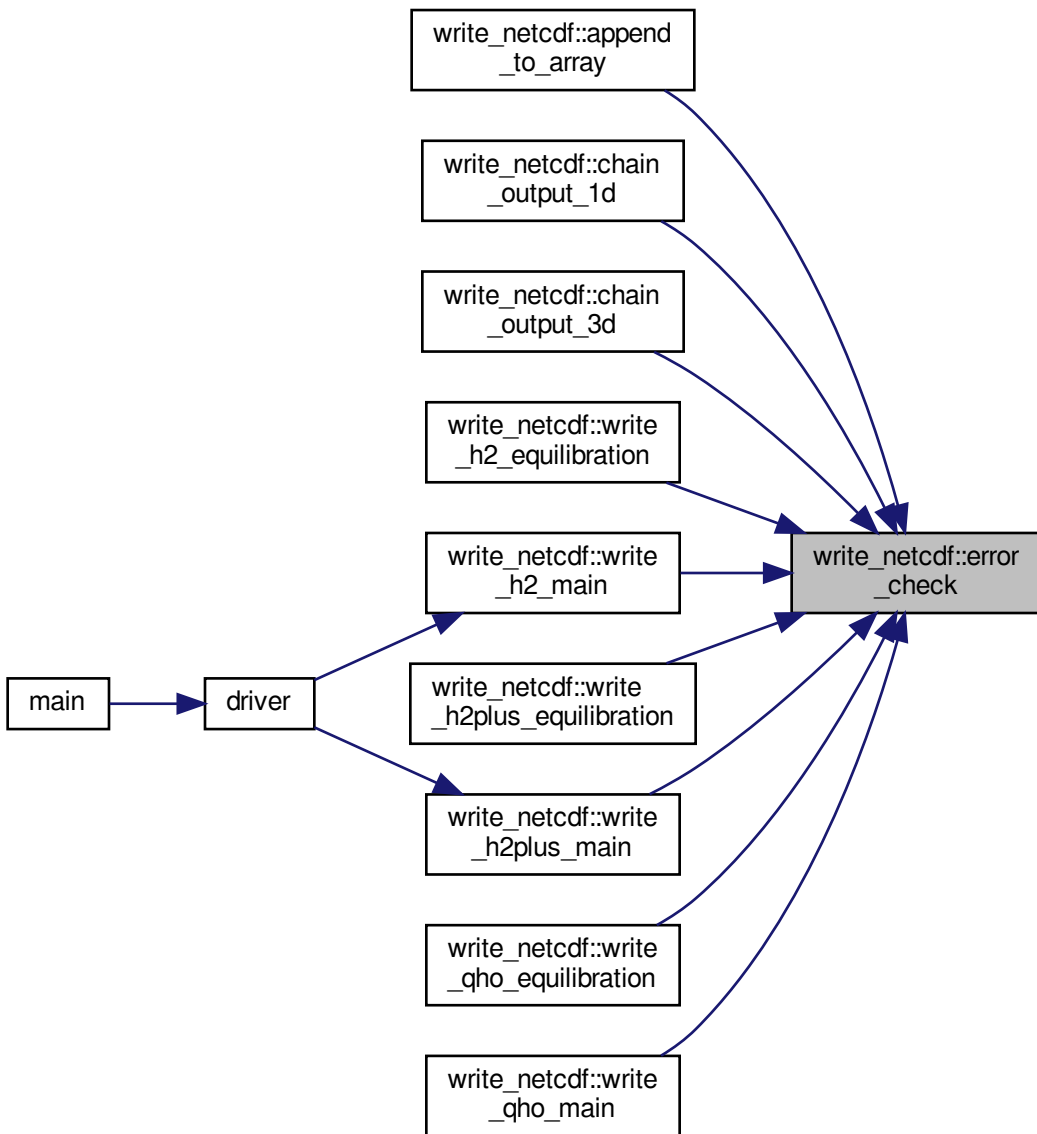 write_netcdf::append
_to_array
write_netcdf::chain
_output_1d
write_netcdf::chain
_output_3d
write_netcdf::write
_h2_equilibration
write_netcdf::error
_check
write_netcdf::write
_h2_main
main
driver
write_netcdf::write
_h2plus_equilibration
write_netcdf::write
_h2plus_main
write_netcdf::write
_qho_equilibration
write_netcdf::write
_qho_main